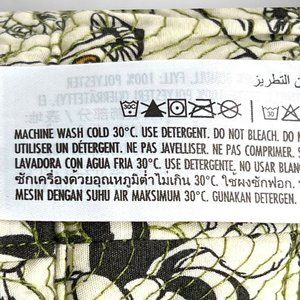 ن التطريز
MACHINE WASH COLD 30°C. USE DETERGENT. DO NOT BLEACH. DO
UTILISER UN DÉTERGENT. NE PAS JAVELLISER. NE PAS COMPRIMER. S
LAVADORA CON AGUA FRIA 30°C. USE DETERGENTE, NO BLANQUEA
ซักเครื่องด้วยอุณหภูมิต่ำไม่เกิน 30°C. ใช้ผงซักฟอก.
MESIN DENGAN SUHU AIR MAKSIMUM 30°C. GUNAKAN DETERGEN.